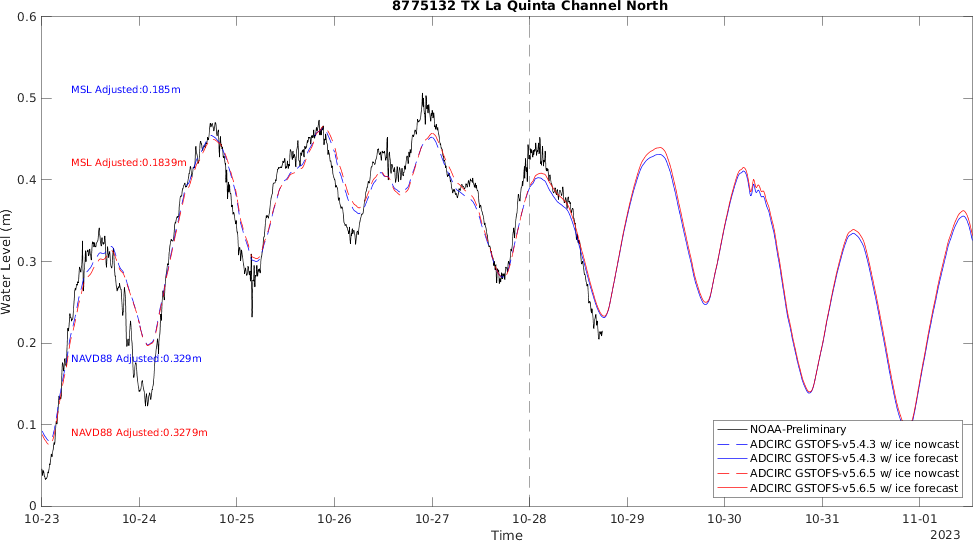 8775132 TX La Quinta Channel North
0.6
0.5
0.4
0.3
0.2
0.1
0
Water Level (m)
MSL Adjusted:0.185m
MSL Adjusted:0.1839m
NAVD88 Adjusted:0.329m
NAVD88 Adjusted:0.3279m
NOAA-Preliminary
ADCIRC GSTOFS-v5.4.3 w/ ice nowcast
ADCIRC GSTOFS-v5.4.3 w/ ice forecast
ADCIRC GSTOFS-v5.6.5 w/ ice nowcast
ADCIRC GSTOFS-v5.6.5 w/ ice forecast
10-23 10-24 10-25 10-26 10-27 10-28 10-29 10-30 10-31 11-01
Time
2023